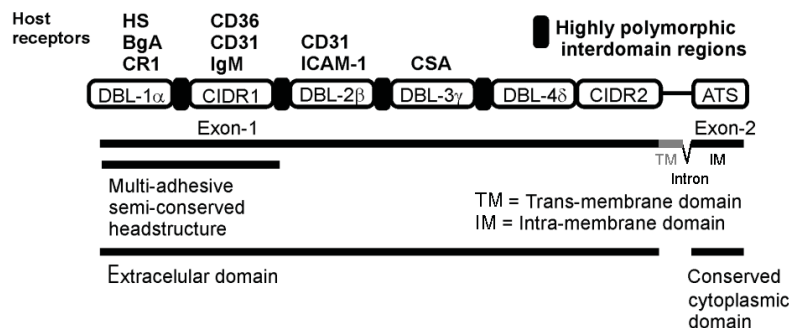 Host
receptors
HS
BgA
CR1
CD36
CD31
IgM
CD31
ICAM-1
CSA
Highly polymorphic
interdomain regions
DBL-1α CIDR1 DBL-2β DBL-3γ DBL-4δ CIDR2 ATS
Exon-1 Exon-2
TM IM
Intron
Multi-adhesive
semi-conserved
headstructure
TM = Trans-membrane domain
IM = Intra-membrane domain
Extracelular domain
Conserved
cytoplasmic
domain